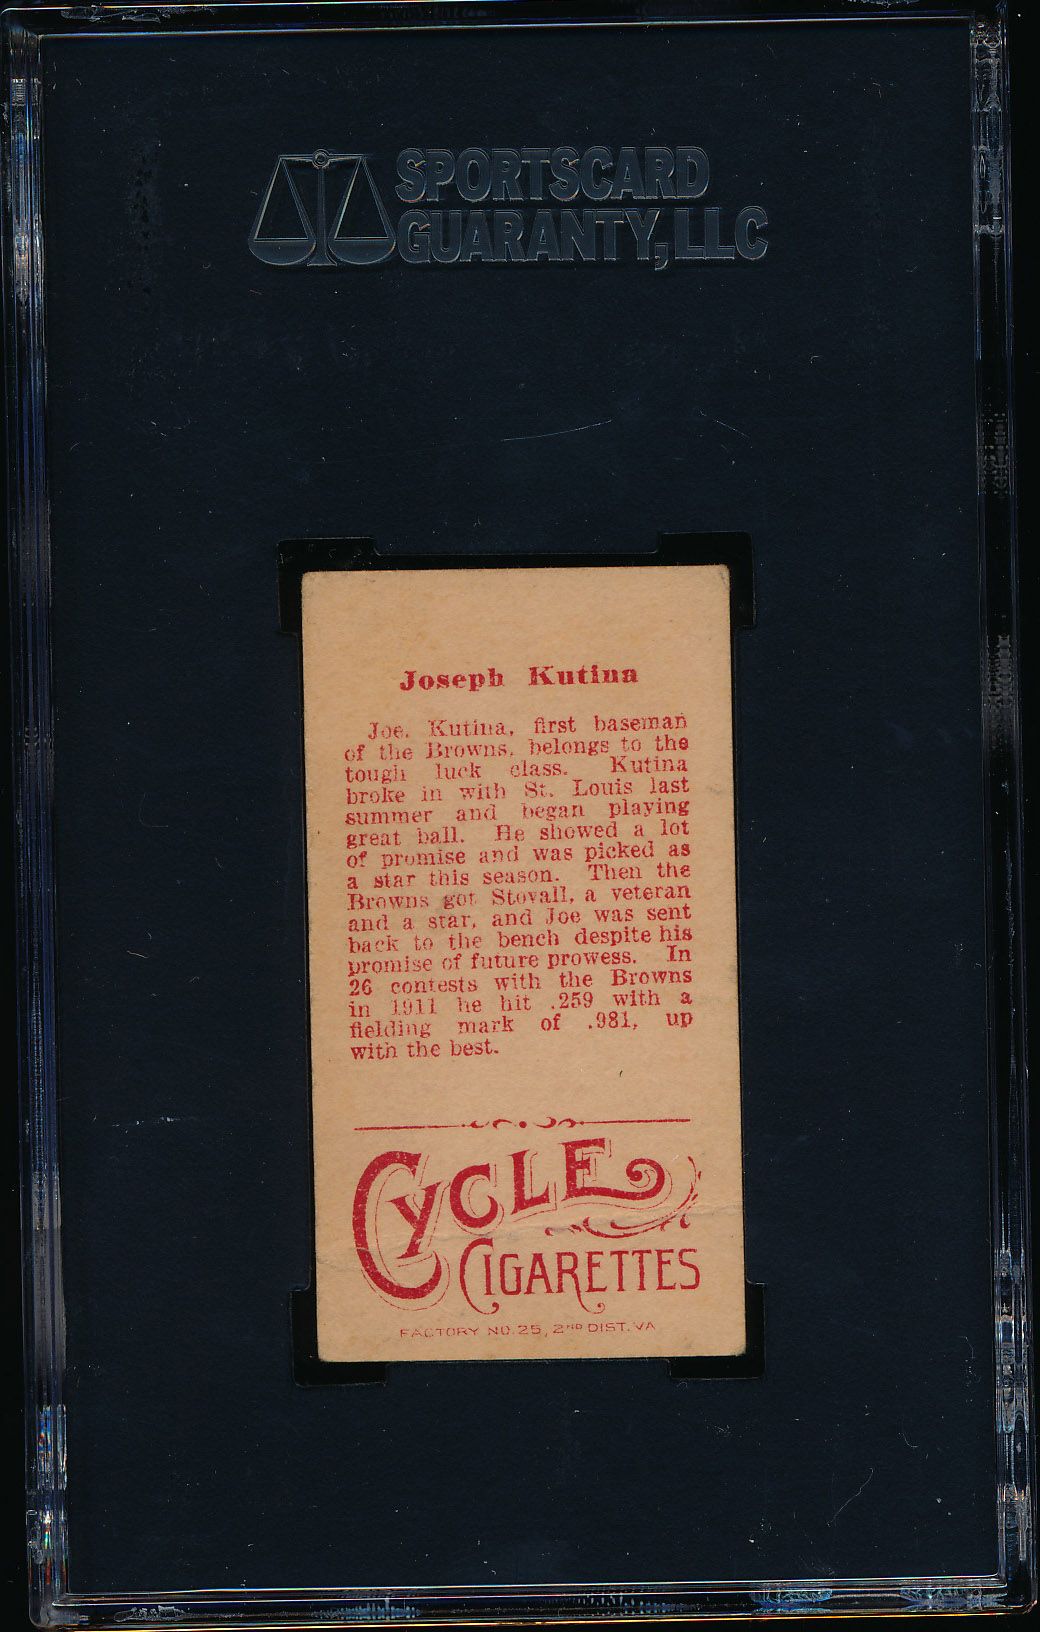 SPORTSCARD
GUARANTY, LLC
Joseph Kutina
Joe. Kutina, first baseman
of the Browns, belongs to the
tough luck class. Kutina
broke in with St. Louis last
summer and began playing
great ball. He showed a lot
of promise and was picked as
a star this season. Then the
Browns got Stovall, a veteran
and a star, and Joe was sent
back to the bench despite his
promise of future prowess. In
26 contests with the Browns
in 1911 he hit .259 with a
fielding mark of .981, up
with the best.
CYCLE
CIGARETTES
FACTORY NO. 25, 2ND DIST. VA